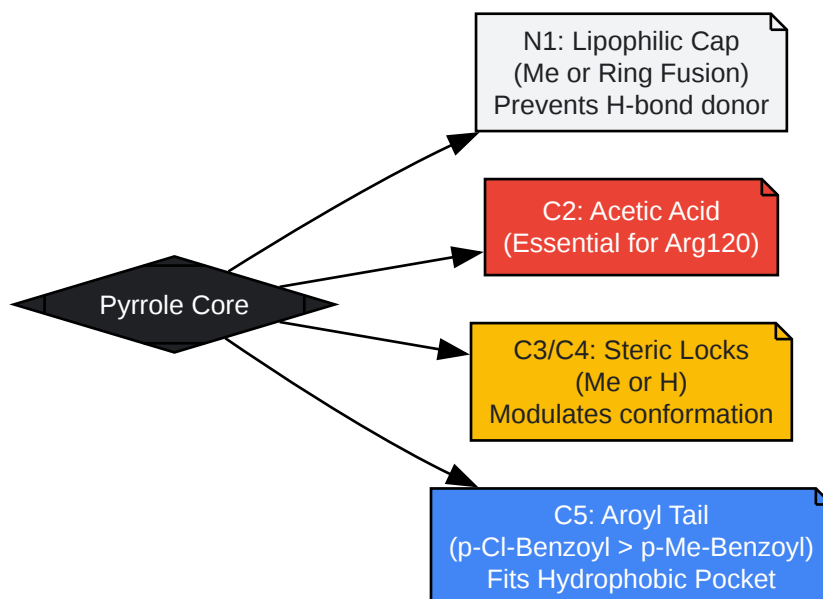 N1: Lipophilic Cap
(Me or Ring Fusion)
Prevents H-bond donor
C2: Acetic Acid
(Essential for Arg120)
Pyrrole Core
C3/C4: Steric Locks
(Me or H)
Modulates conformation
C5: Aroyl Tail
(p-Cl-Benzoyl > p-Me-Benzoyl)
Fits Hydrophobic Pocket